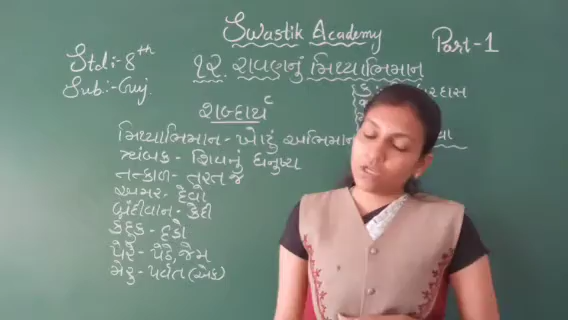 Swastik Academy
Std:- 8th
Part-1
Sub:- Guj.
૧૨. રાવણનું મિથ્યાભિમાન
શબ્દાર્થ
મિથ્યાભિમાન - ખોટું અભિમાન
ત્ર્યંબક - શિવનું ધનુષ્ય
તત્કાળ - તુરત જ
અમર - દેવો
બંદીવાન - કેદી
કંદુક - દડો
પેરે - પેઠે, જેમ
મેરુ - પર્વત (એક)